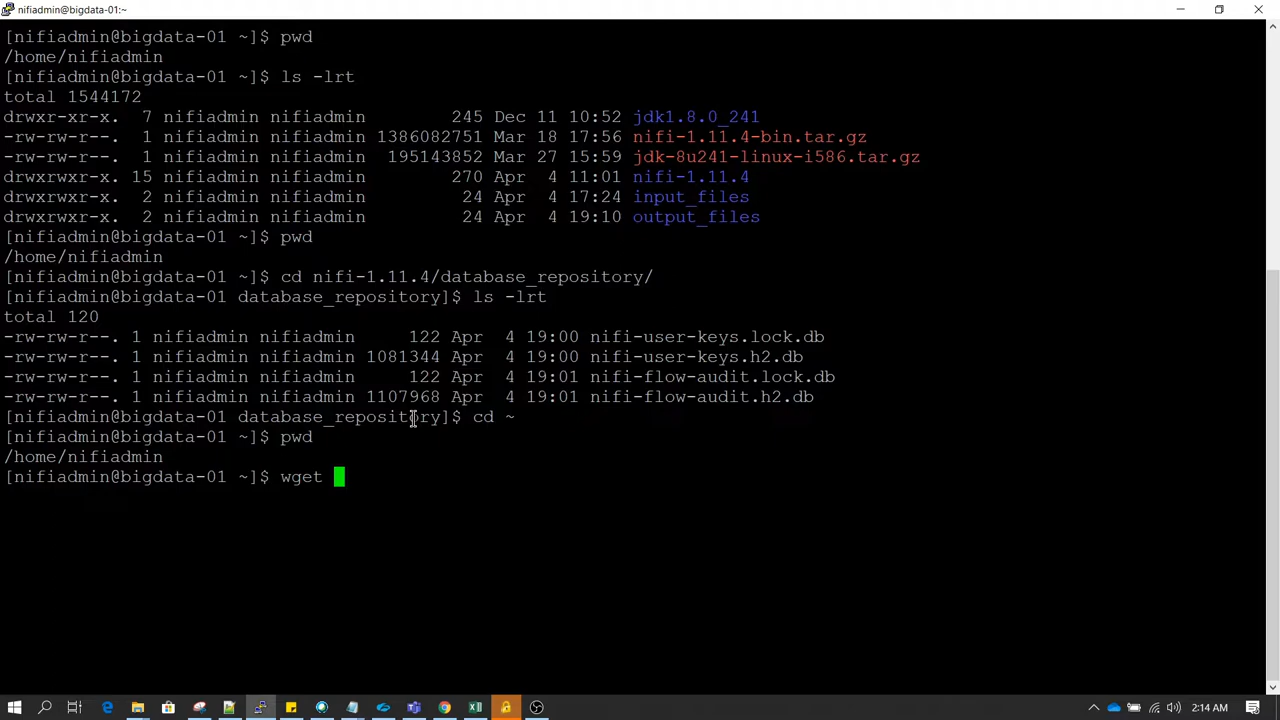 nifiadmin@bigdata-01:~
[nifiadmin@bigdata-01 ~]$ pwd
/home/nifiadmin
[nifiadmin@bigdata-01 ~]$ ls -lrt
total 1544172
drwxr-xr-x. 7 nifiadmin nifiadmin 245 Dec 11 10:52 jdk1.8.0_241
-rw-rw-r--. 1 nifiadmin nifiadmin 1386082751 Mar 18 17:56 nifi-1.11.4-bin.tar.gz
-rw-rw-r--. 1 nifiadmin nifiadmin 195143852 Mar 27 15:59 jdk-8u241-linux-i586.tar.gz
drwxrwxr-x. 15 nifiadmin nifiadmin 270 Apr 4 11:01 nifi-1.11.4
drwxrwxr-x. 2 nifiadmin nifiadmin 24 Apr 4 17:24 input_files
drwxrwxr-x. 2 nifiadmin nifiadmin 24 Apr 4 19:10 output_files
[nifiadmin@bigdata-01 ~]$ pwd
/home/nifiadmin
[nifiadmin@bigdata-01 ~]$ cd nifi-1.11.4/database_repository/
[nifiadmin@bigdata-01 database_repository]$ ls -lrt
total 120
-rw-rw-r--. 1 nifiadmin nifiadmin 122 Apr 4 19:00 nifi-user-keys.lock.db
-rw-rw-r--. 1 nifiadmin nifiadmin 1081344 Apr 4 19:00 nifi-user-keys.h2.db
-rw-rw-r--. 1 nifiadmin nifiadmin 122 Apr 4 19:01 nifi-flow-audit.lock.db
-rw-rw-r--. 1 nifiadmin nifiadmin 1107968 Apr 4 19:01 nifi-flow-audit.h2.db
[nifiadmin@bigdata-01 database_repository]$ cd ~
[nifiadmin@bigdata-01 ~]$ pwd
/home/nifiadmin
[nifiadmin@bigdata-01 ~]$ wget
2:14 AM